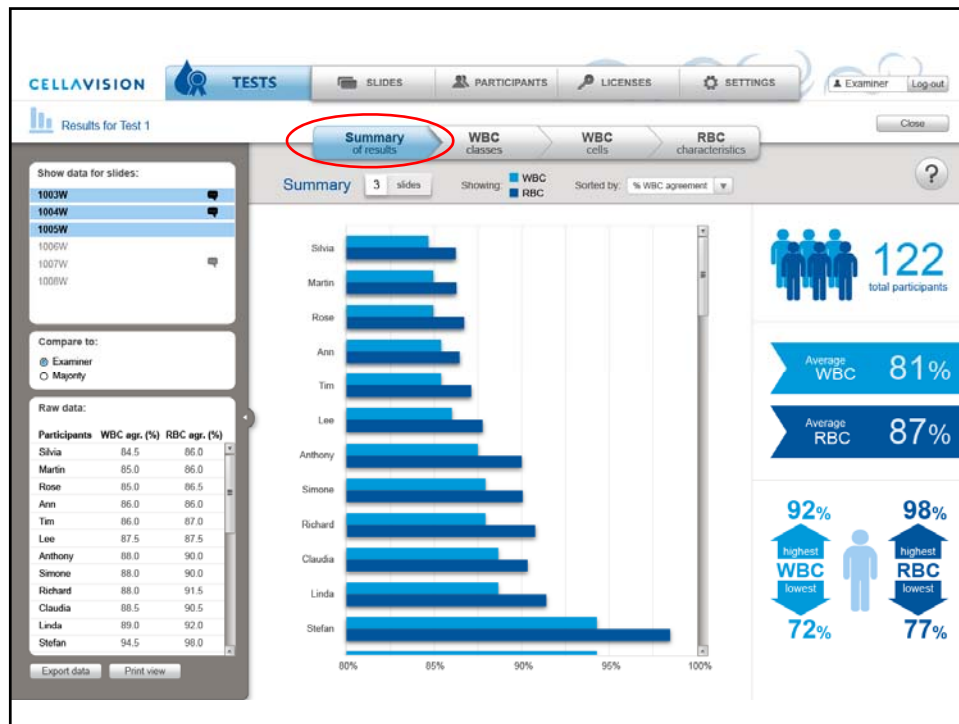 CELLAVISION
TESTS
SLIDES
PARTICIPANTS
LICENSES
SETTINGS
Examiner
Log-out
Results for Test 1
Close
Summary of results
WBC classes
WBC cells
RBC characteristics
Show data for slides:
1003W
1004W
1005W
1006W
1007W
1008W
Summary
3 slides
Showing: WBC
RBC
Sorted by: % WBC agreement
?
Compare to:
Examiner
Majority
Raw data:
Participants WBC agr. (%) RBC agr. (%)
Silvia 84.5 86.0
Martin 85.0 86.0
Rose 85.0 86.5
Ann 86.0 86.0
Tim 86.0 87.0
Lee 87.5 87.5
Anthony 88.0 90.0
Simone 88.0 90.0
Richard 88.0 91.5
Claudia 88.5 90.5
Linda 89.0 92.0
Stefan 94.5 98.0
Export data
Print view
Silvia
Martin
Rose
Ann
Tim
Lee
Anthony
Simone
Richard
Claudia
Linda
Stefan
80% 85% 90% 95% 100%
122
total participants
Average
WBC 81%
Average
RBC 87%
92%
highest
WBC
lowest
72%
98%
highest
RBC
lowest
77%